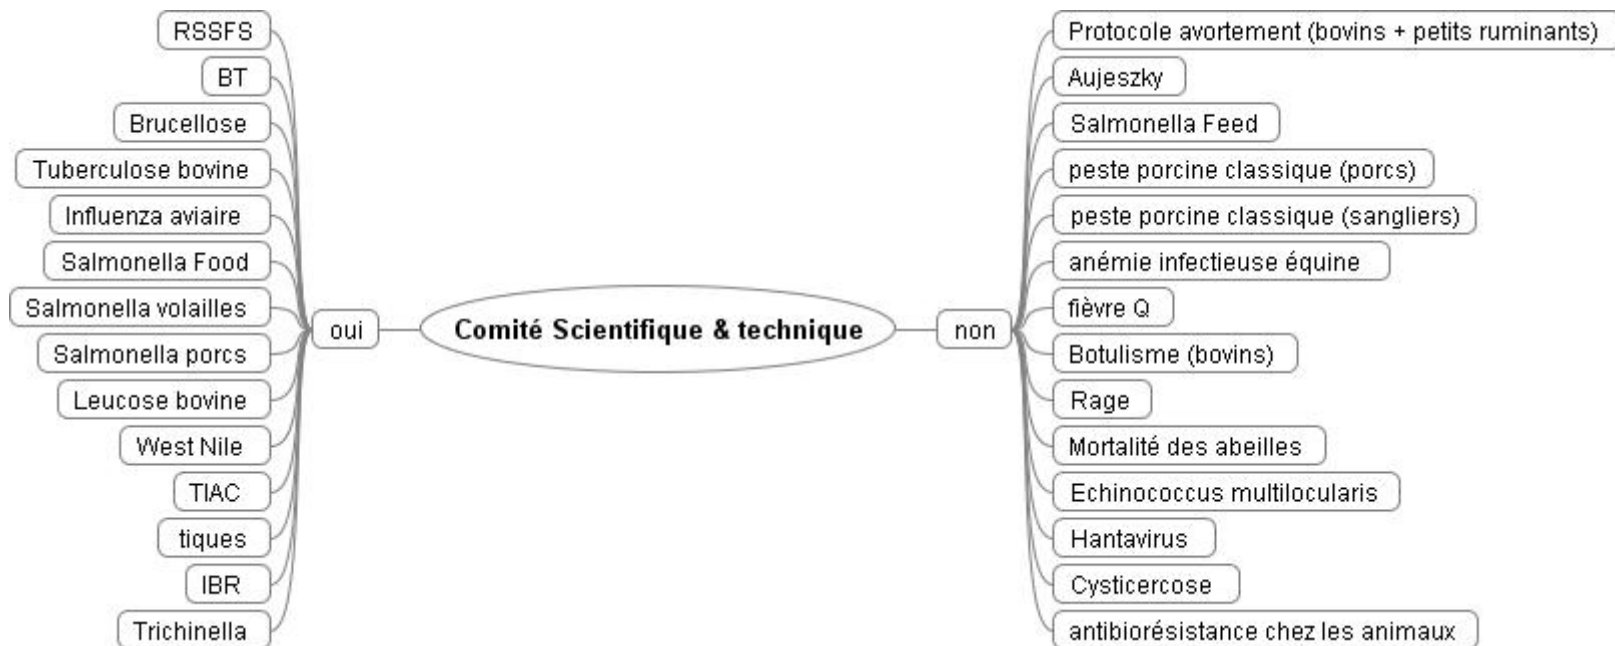 RSSFS
BT
Brucellose
Tuberculose bovine
Influenza aviaire
Salmonella Food
Salmonella volailles
Salmonella porcs
Leucose bovine
West Nile
TIAC
tiques
IBR
Trichinella
oui
Comité Scientifique & technique
non
Protocole avortement (bovins + petits ruminants)
Aujeszky
Salmonella Feed
peste porcine classique (porcs)
peste porcine classique (sangliers)
anémie infectieuse équine
fièvre Q
Botulisme (bovins)
Rage
Mortalité des abeilles
Echinococcus multilocularis
Hantavirus
Cysticercose
antibiorésistance chez les animaux